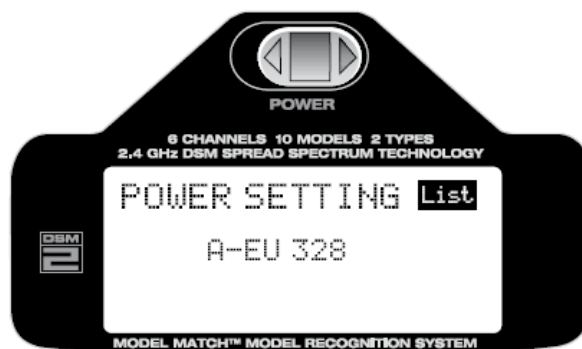 POWER
6 CHANNELS 10 MODELS 2 TYPES
2.4 GHz DSM SPREAD SPECTRUM TECHNOLOGY
POWER SETTING List
A-EU 328
DSM
2
MODEL MATCH™ MODEL RECOGNITION SYSTEM